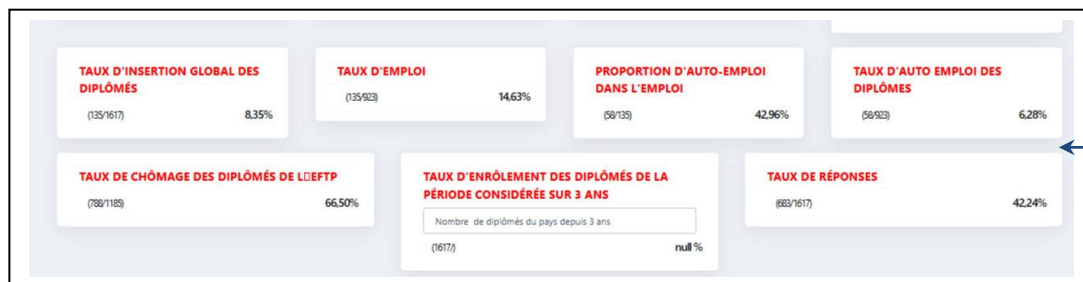 TAUX D'INSERTION GLOBAL DES
DIPLÔMÉS
(135/1617) 8,35%
TAUX D'EMPLOI
(135/923) 14,63%
PROPORTION D'AUTO-EMPLOI
DANS L'EMPLOI
(58/135) 42,96%
TAUX D'AUTO EMPLOI DES
DIPLÔMES
(58/923) 6,28%
TAUX DE CHÔMAGE DES DIPLÔMÉS DE L▯EFTP
(788/1185) 66,50%
TAUX D'ENRÔLEMENT DES DIPLÔMÉS DE LA
PÉRIODE CONSIDÉRÉE SUR 3 ANS
Nombre de diplômés du pays depuis 3 ans
(1617/) null %
TAUX DE RÉPONSES
(683/1617) 42,24%